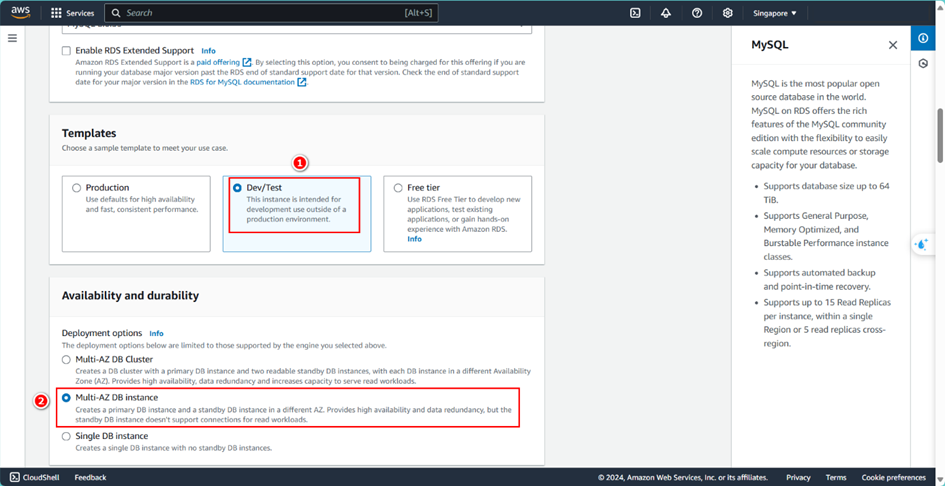 aws
Services
Search
[Alt+S]
Singapore ▼
Enable RDS Extended Support Info
Amazon RDS Extended Support is a paid offering. By selecting this option, you consent to being charged for this offering if you are
running your database major version past the RDS end of standard support date for that version. Check the end of standard support
date for your major version in the RDS for MySQL documentation.
Templates
Choose a sample template to meet your use case.
1
Production
Use defaults for high availability
and fast, consistent performance.
Dev/Test
This instance is intended for
development use outside of a
production environment.
Free tier
Use RDS Free Tier to develop new
applications, test existing
applications, or gain hands-on
experience with Amazon RDS.
Info
Availability and durability
Deployment options Info
The deployment options below are limited to those supported by the engine you selected above.
Multi-AZ DB Cluster
Creates a DB cluster with a primary DB instance and two readable standby DB instances, with each DB instance in a different Availability
Zone (AZ). Provides high availability, data redundancy and increases capacity to serve read workloads.
2
Multi-AZ DB instance
Creates a primary DB instance and a standby DB instance in a different AZ. Provides high availability and data redundancy, but the
standby DB instance doesn't support connections for read workloads.
Single DB instance
Creates a single DB instance with no standby DB instances.
MySQL
MySQL is the most popular open
source database in the world.
MySQL on RDS offers the rich
features of the MySQL community
edition with the flexibility to easily
scale compute resources or storage
capacity for your database.
• Supports database size up to 64
TiB.
• Supports General Purpose,
Memory Optimized, and
Burstable Performance instance
classes.
• Supports automated backup
and point-in-time recovery.
• Supports up to 15 Read Replicas
per instance, within a single
Region or 5 read replicas cross-
region.
CloudShell
Feedback
© 2024, Amazon Web Services, Inc. or its affiliates.
Privacy
Terms
Cookie preferences